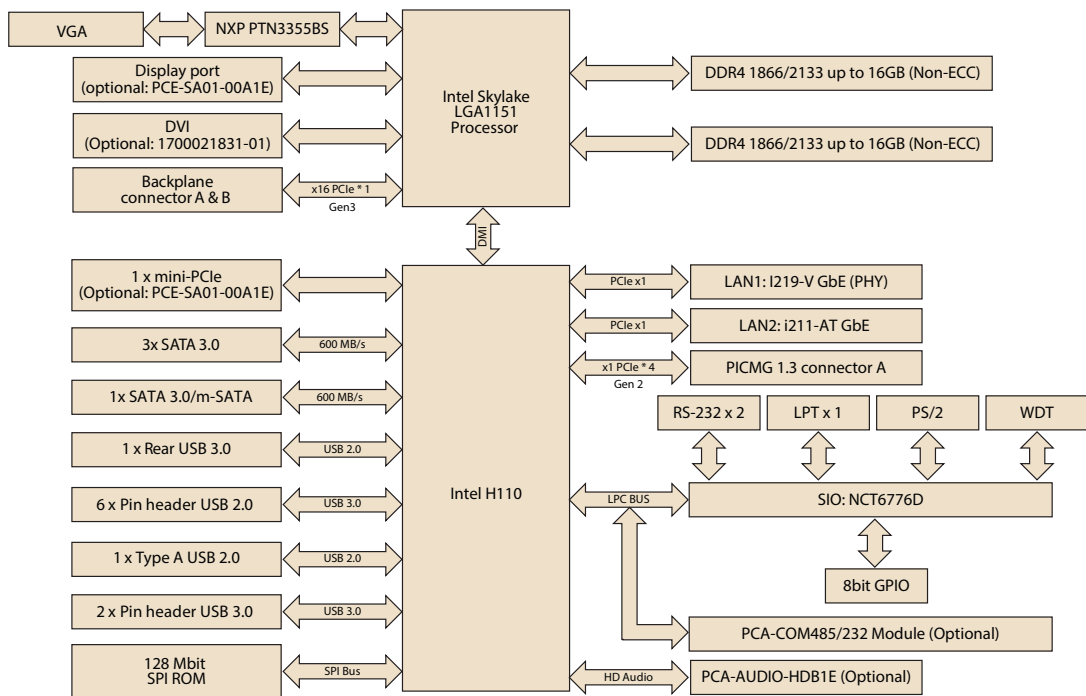 VGA
NXP PTN3355BS
Display port
(optional: PCE-SA01-00A1E)
DVI
(Optional: 1700021831-01)
Backplane
connector A & B
x16 PCIe * 1
Gen3
Intel Skylake
LGA1151
Processor
DDR4 1866/2133 up to 16GB (Non-ECC)
DDR4 1866/2133 up to 16GB (Non-ECC)
DMI
1 x mini-PCIe
(Optional: PCE-SA01-00A1E)
3x SATA 3.0
600 MB/s
1x SATA 3.0/m-SATA
600 MB/s
1 x Rear USB 3.0
USB 2.0
6 x Pin header USB 2.0
USB 3.0
1 x Type A USB 2.0
USB 2.0
2 x Pin header USB 3.0
USB 3.0
128 Mbit
SPI ROM
SPI Bus
Intel H110
PCIe x1
LAN1: I219-V GbE (PHY)
PCIe x1
LAN2: i211-AT GbE
x1 PCIe * 4
Gen 2
PICMG 1.3 connector A
RS-232 x 2
LPT x 1
PS/2
WDT
LPC BUS
SIO: NCT6776D
8bit GPIO
PCA-COM485/232 Module (Optional)
HD Audio
PCA-AUDIO-HDB1E (Optional)